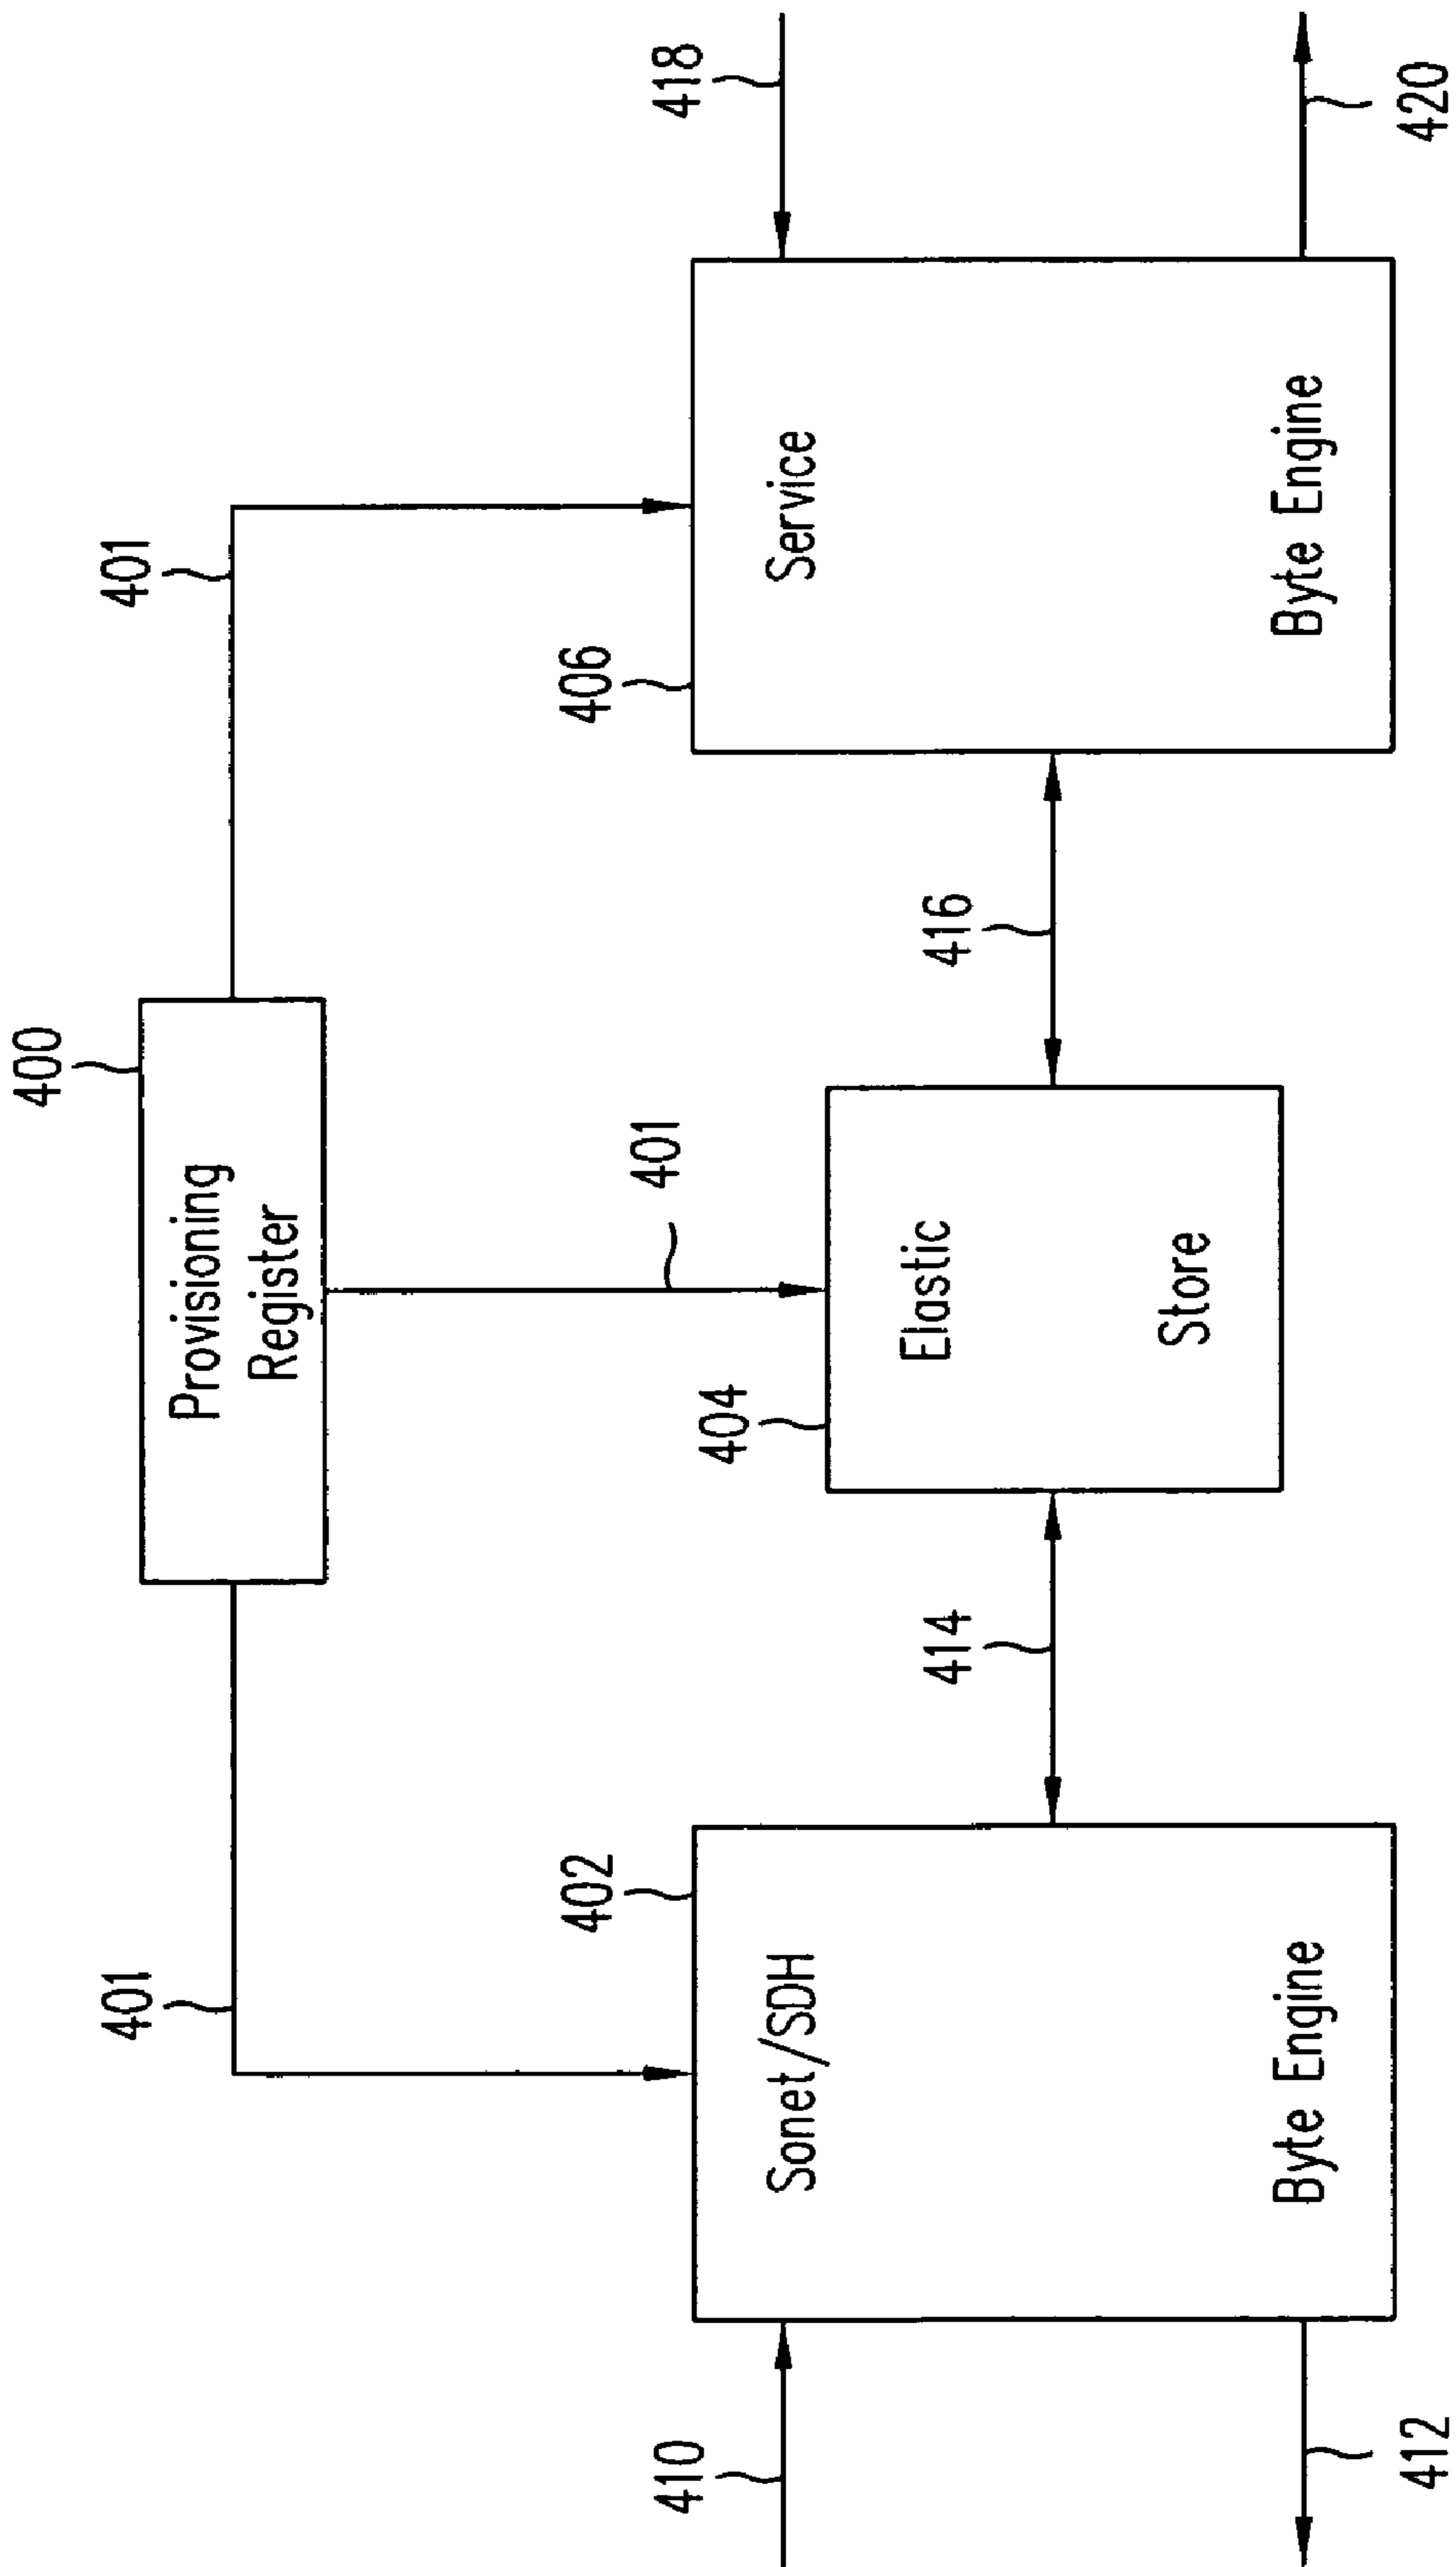 400
Provisioning
Register
401
401
401
402
404
406
Sonet/SDH
Byte Engine
Elastic
Store
Service
Byte Engine
410
412
414
416
418
420